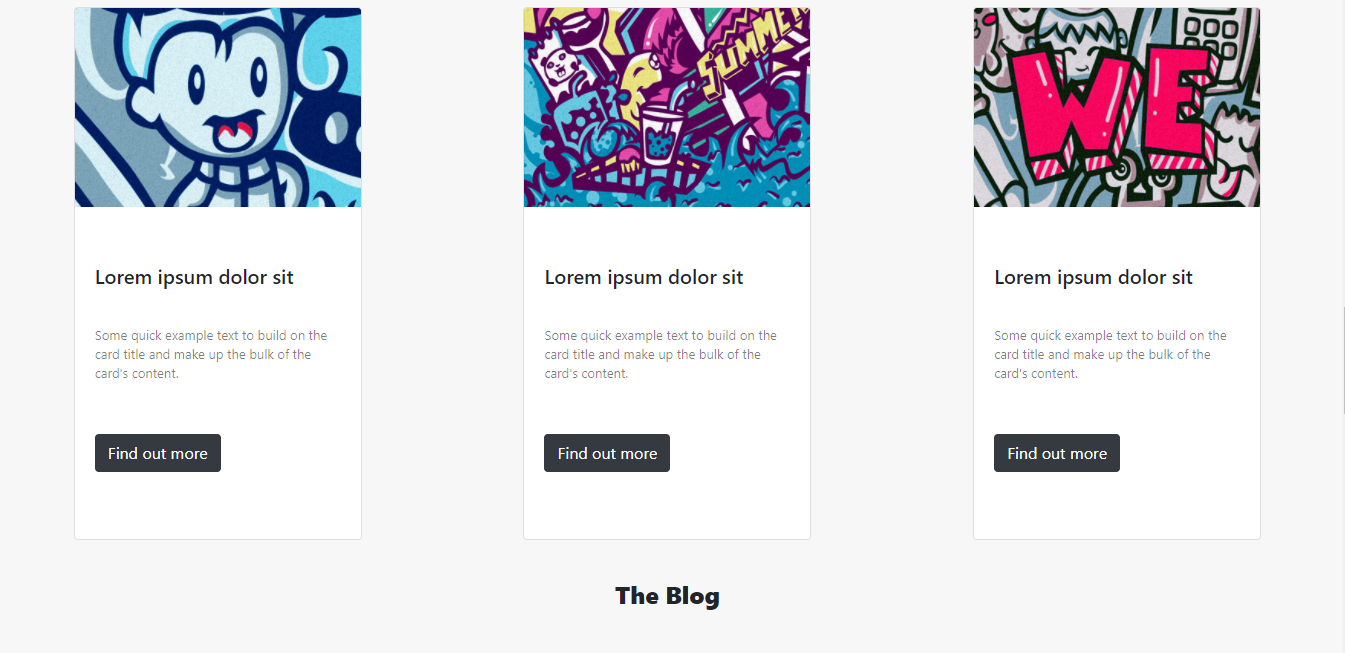 SUMMER
WE
Lorem ipsum dolor sit
Some quick example text to build on the
card title and make up the bulk of the
card's content.
Find out more
Lorem ipsum dolor sit
Some quick example text to build on the
card title and make up the bulk of the
card's content.
Find out more
Lorem ipsum dolor sit
Some quick example text to build on the
card title and make up the bulk of the
card's content.
Find out more
The Blog